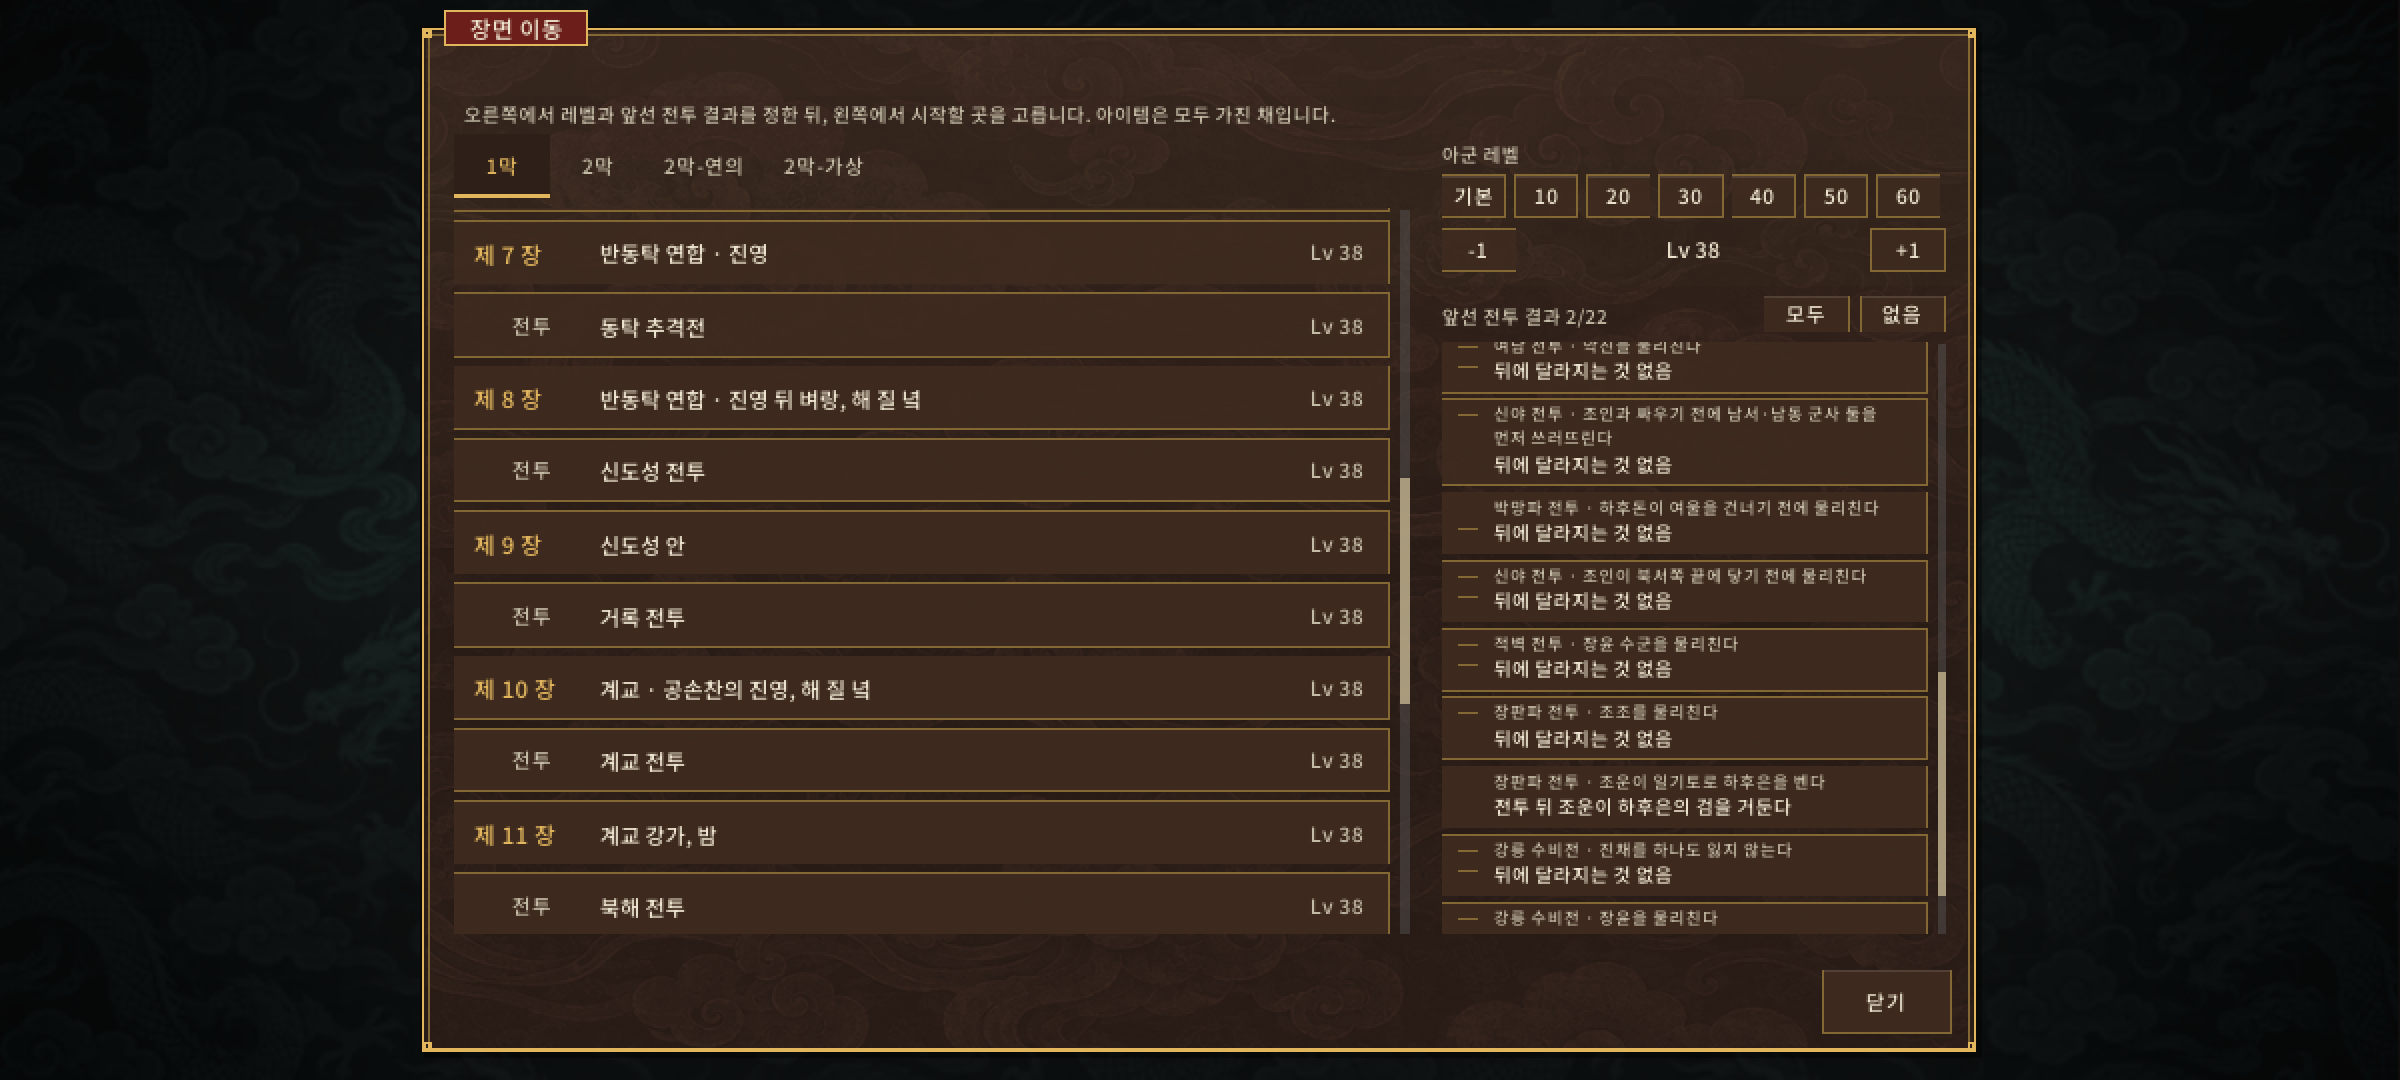 장면 이동
오른쪽에서 레벨과 앞선 전투 결과를 정한 뒤, 왼쪽에서 시작할 곳을 고릅니다. 아이템은 모두 가진 채입니다.
1막 2막 2막-연의 2막-가상
제 7 장 반동탁 연합 · 진영 Lv 38
전투 동탁 추격전 Lv 38
제 8 장 반동탁 연합 · 진영 뒤 벼랑, 해 질 녘 Lv 38
전투 신도성 전투 Lv 38
제 9 장 신도성 안 Lv 38
전투 거록 전투 Lv 38
제 10 장 계교 · 공손찬의 진영, 해 질 녘 Lv 38
전투 계교 전투 Lv 38
제 11 장 계교 강가, 밤 Lv 38
전투 북해 전투 Lv 38
아군 레벨
기본 10 20 30 40 50 60
-1 Lv 38 +1
앞선 전투 결과 2/22 모두 없음
여남 전투 · 악진을 물리친다
뒤에 달라지는 것 없음
신야 전투 · 조인과 싸우기 전에 남서·남동 군사 둘을
먼저 쓰러뜨린다
뒤에 달라지는 것 없음
박망파 전투 · 하후돈이 여울을 건너기 전에 물리친다
뒤에 달라지는 것 없음
신야 전투 · 조인이 북서쪽 끝에 닿기 전에 물리친다
뒤에 달라지는 것 없음
적벽 전투 · 장윤 수군을 물리친다
뒤에 달라지는 것 없음
장판파 전투 · 조조를 물리친다
뒤에 달라지는 것 없음
장판파 전투 · 조운이 일기토로 하후은을 벤다
전투 뒤 조운이 하후은의 검을 거둔다
강릉 수비전 · 진채를 하나도 잃지 않는다
뒤에 달라지는 것 없음
강릉 수비전 · 장윤을 물리친다
닫기